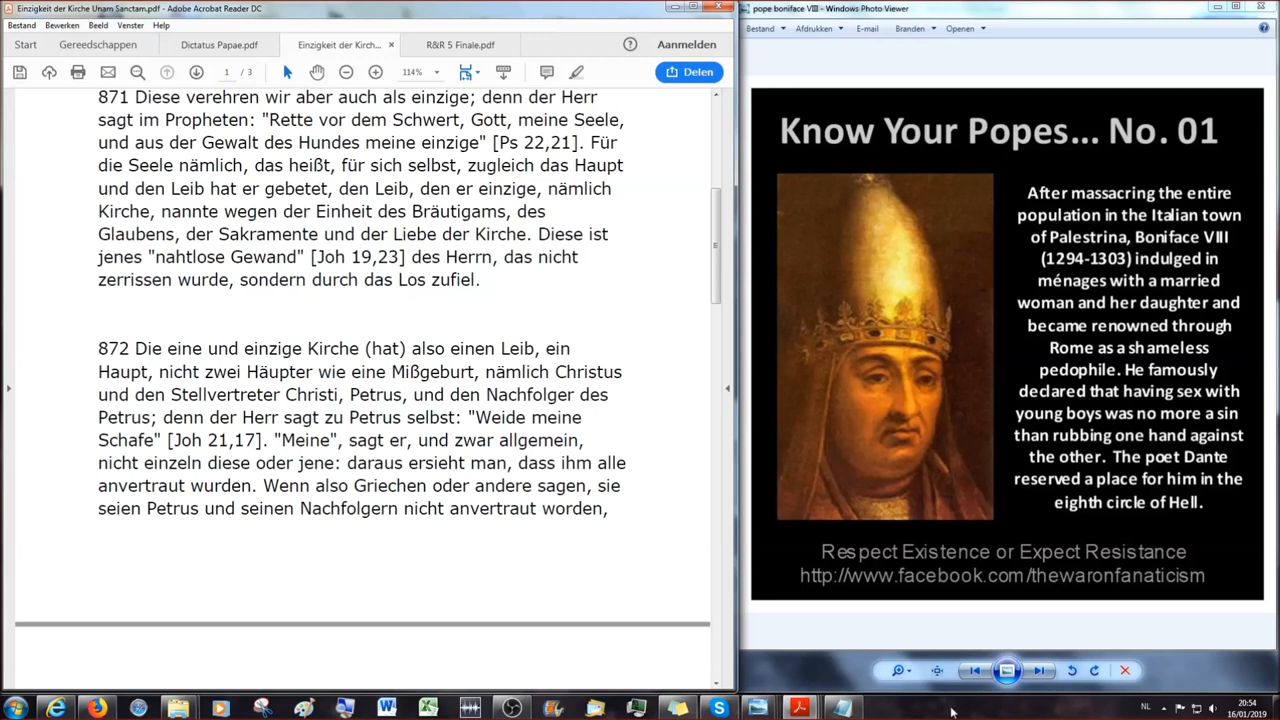 Einzigkeit der Kirche Unam Sanctam.pdf - Adobe Acrobat Reader DC
Bestand Bewerken Beeld Venster Help
Start Gereedschappen Dictatus Papae.pdf Einzigkeit der Kirch... × R&R 5 Finale.pdf Aanmelden
1 / 3 114% Delen
871 Diese verehren wir aber auch als einzige; denn der Herr
sagt im Propheten: "Rette vor dem Schwert, Gott, meine Seele,
und aus der Gewalt des Hundes meine einzige" [Ps 22,21]. Für
die Seele nämlich, das heißt, für sich selbst, zugleich das Haupt
und den Leib hat er gebetet, den Leib, den er einzige, nämlich
Kirche, nannte wegen der Einheit des Bräutigams, des
Glaubens, der Sakramente und der Liebe der Kirche. Diese ist
jenes "nahtlose Gewand" [Joh 19,23] des Herrn, das nicht
zerrissen wurde, sondern durch das Los zufiel.
872 Die eine und einzige Kirche (hat) also einen Leib, ein
Haupt, nicht zwei Häupter wie eine Mißgeburt, nämlich Christus
und den Stellvertreter Christi, Petrus, und den Nachfolger des
Petrus; denn der Herr sagt zu Petrus selbst: "Weide meine
Schafe" [Joh 21,17]. "Meine", sagt er, und zwar allgemein,
nicht einzeln diese oder jene: daraus ersieht man, dass ihm alle
anvertraut wurden. Wenn also Griechen oder andere sagen, sie
seien Petrus und seinen Nachfolgern nicht anvertraut worden,
pope boniface VIII - Windows Photo Viewer
Bestand Afdrukken E-mail Branden Openen
Know Your Popes... No. 01
After massacring the entire
population in the Italian town
of Palestrina, Boniface VIII
(1294-1303) indulged in
ménages with a married
woman and her daughter and
became renowned through
Rome as a shameless
pedophile. He famously
declared that having sex with
young boys was no more a sin
than rubbing one hand against
the other. The poet Dante
reserved a place for him in the
eighth circle of Hell.
Respect Existence or Expect Resistance
http://www.facebook.com/thewaronfanaticism
NL
20:54
16/01/2019